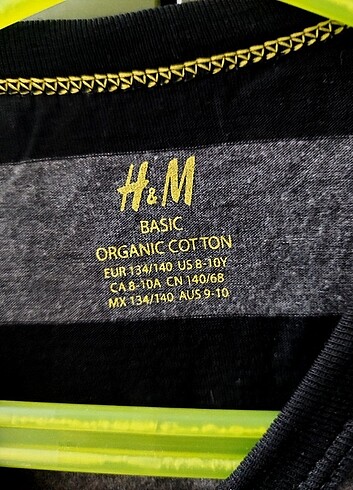 H&M
BASIC
ORGANIC COTTON
EUR 134/140 US 8-10Y
CA 8-10A CN 140/68
MX 134/140 AUS 9-10